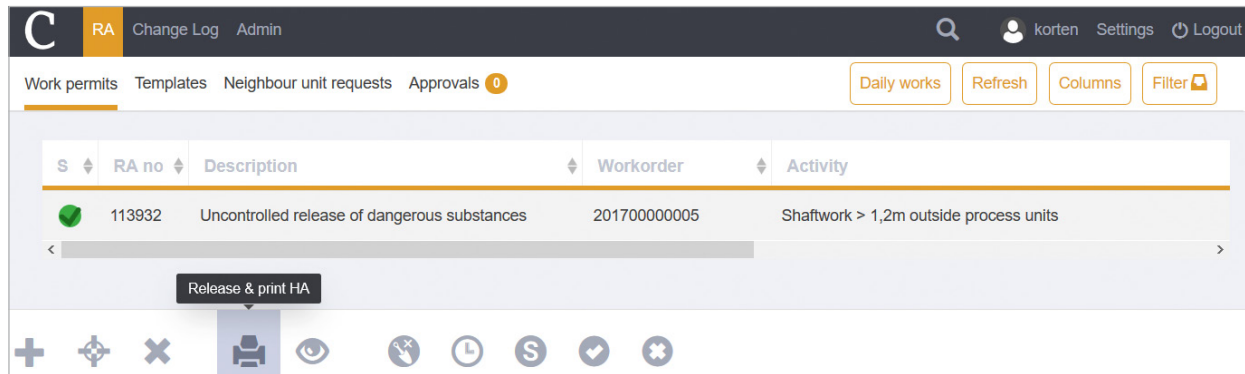 C RA Change Log Admin korten Settings Logout
Work permits Templates Neighbour unit requests Approvals 0 Daily works Refresh Columns Filter
S RA no Description Workorder Activity
113932 Uncontrolled release of dangerous substances 201700000005 Shaftwork > 1,2m outside process units
Release & print HA
S